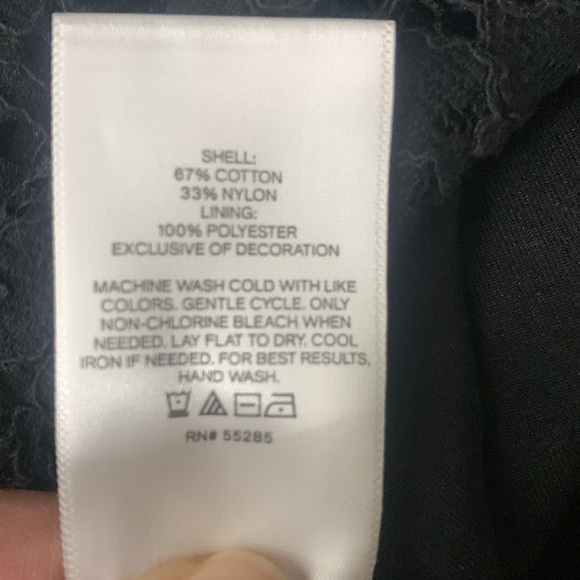 SHELL:
67% COTTON
33% NYLON
LINING:
100% POLYESTER
EXCLUSIVE OF DECORATION
MACHINE WASH COLD WITH LIKE
COLORS. GENTLE CYCLE. ONLY
NON-CHLORINE BLEACH WHEN
NEEDED. LAY FLAT TO DRY. COOL
IRON IF NEEDED. FOR BEST RESULTS,
HAND WASH.
RN# 55285